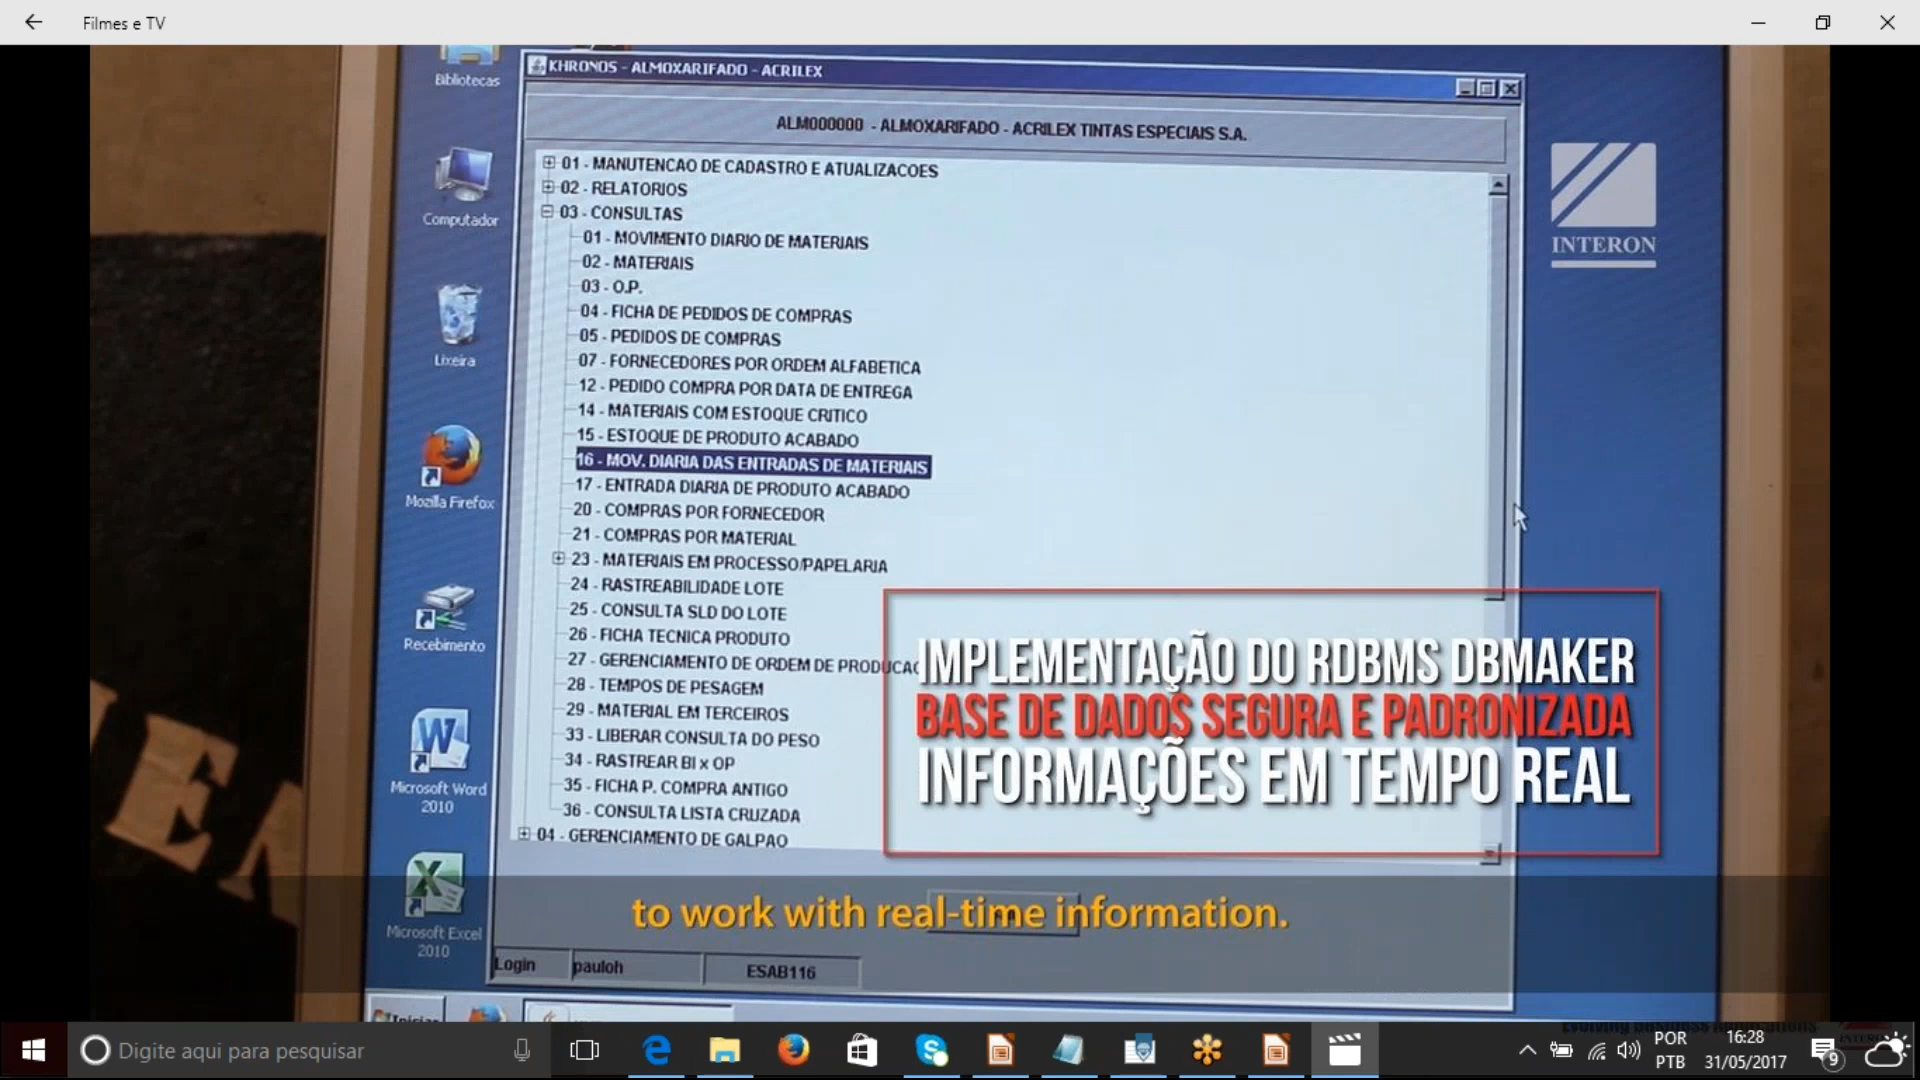 Filmes e TV
Bibliotecas
Computador
Lixeira
Mozilla Firefox
Recebimento
Microsoft Word
2010
Microsoft Excel
2010
KHRONOS - ALMOXARIFADO - ACRILEX
ALM000000 - ALMOXARIFADO - ACRILEX TINTAS ESPECIAIS S.A.
01 - MANUTENCAO DE CADASTRO E ATUALIZACOES
02 - RELATORIOS
03 - CONSULTAS
01 - MOVIMENTO DIARIO DE MATERIAIS
02 - MATERIAIS
03 - O.P.
04 - FICHA DE PEDIDOS DE COMPRAS
05 - PEDIDOS DE COMPRAS
07 - FORNECEDORES POR ORDEM ALFABETICA
12 - PEDIDO COMPRA POR DATA DE ENTREGA
14 - MATERIAIS COM ESTOQUE CRITICO
15 - ESTOQUE DE PRODUTO ACABADO
16 - MOV. DIARIA DAS ENTRADAS DE MATERIAIS
17 - ENTRADA DIARIA DE PRODUTO ACABADO
20 - COMPRAS POR FORNECEDOR
21 - COMPRAS POR MATERIAL
23 - MATERIAIS EM PROCESSO/PAPELARIA
24 - RASTREABILIDADE LOTE
25 - CONSULTA SLD DO LOTE
26 - FICHA TECNICA PRODUTO
27 - GERENCIAMENTO DE ORDEM DE PRODUCAO
28 - TEMPOS DE PESAGEM
29 - MATERIAL EM TERCEIROS
33 - LIBERAR CONSULTA DO PESO
34 - RASTREAR BI x OP
35 - FICHA P. COMPRA ANTIGO
36 - CONSULTA LISTA CRUZADA
04 - GERENCIAMENTO DE GALPAO
INTERON
IMPLEMENTAÇÃO DO RDBMS DBMAKER
BASE DE DADOS SEGURA E PADRONIZADA
INFORMAÇÕES EM TEMPO REAL
to work with real-time information.
Login pauloh ESAB116
Iniciar
Digite aqui para pesquisar
POR
PTB
16:28
31/05/2017
9